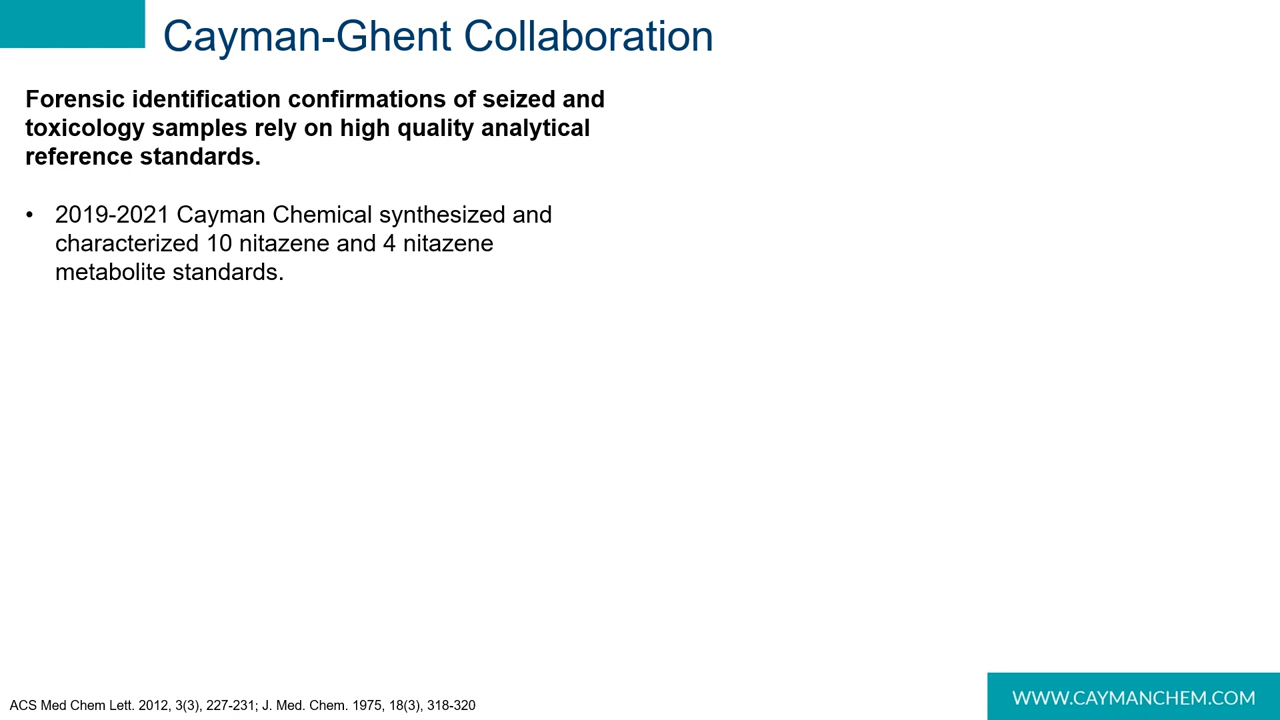 Cayman-Ghent Collaboration
Forensic identification confirmations of seized and
toxicology samples rely on high quality analytical
reference standards.
• 2019-2021 Cayman Chemical synthesized and
characterized 10 nitazene and 4 nitazene
metabolite standards.
ACS Med Chem Lett. 2012, 3(3), 227-231; J. Med. Chem. 1975, 18(3), 318-320
WWW.CAYMANCHEM.COM